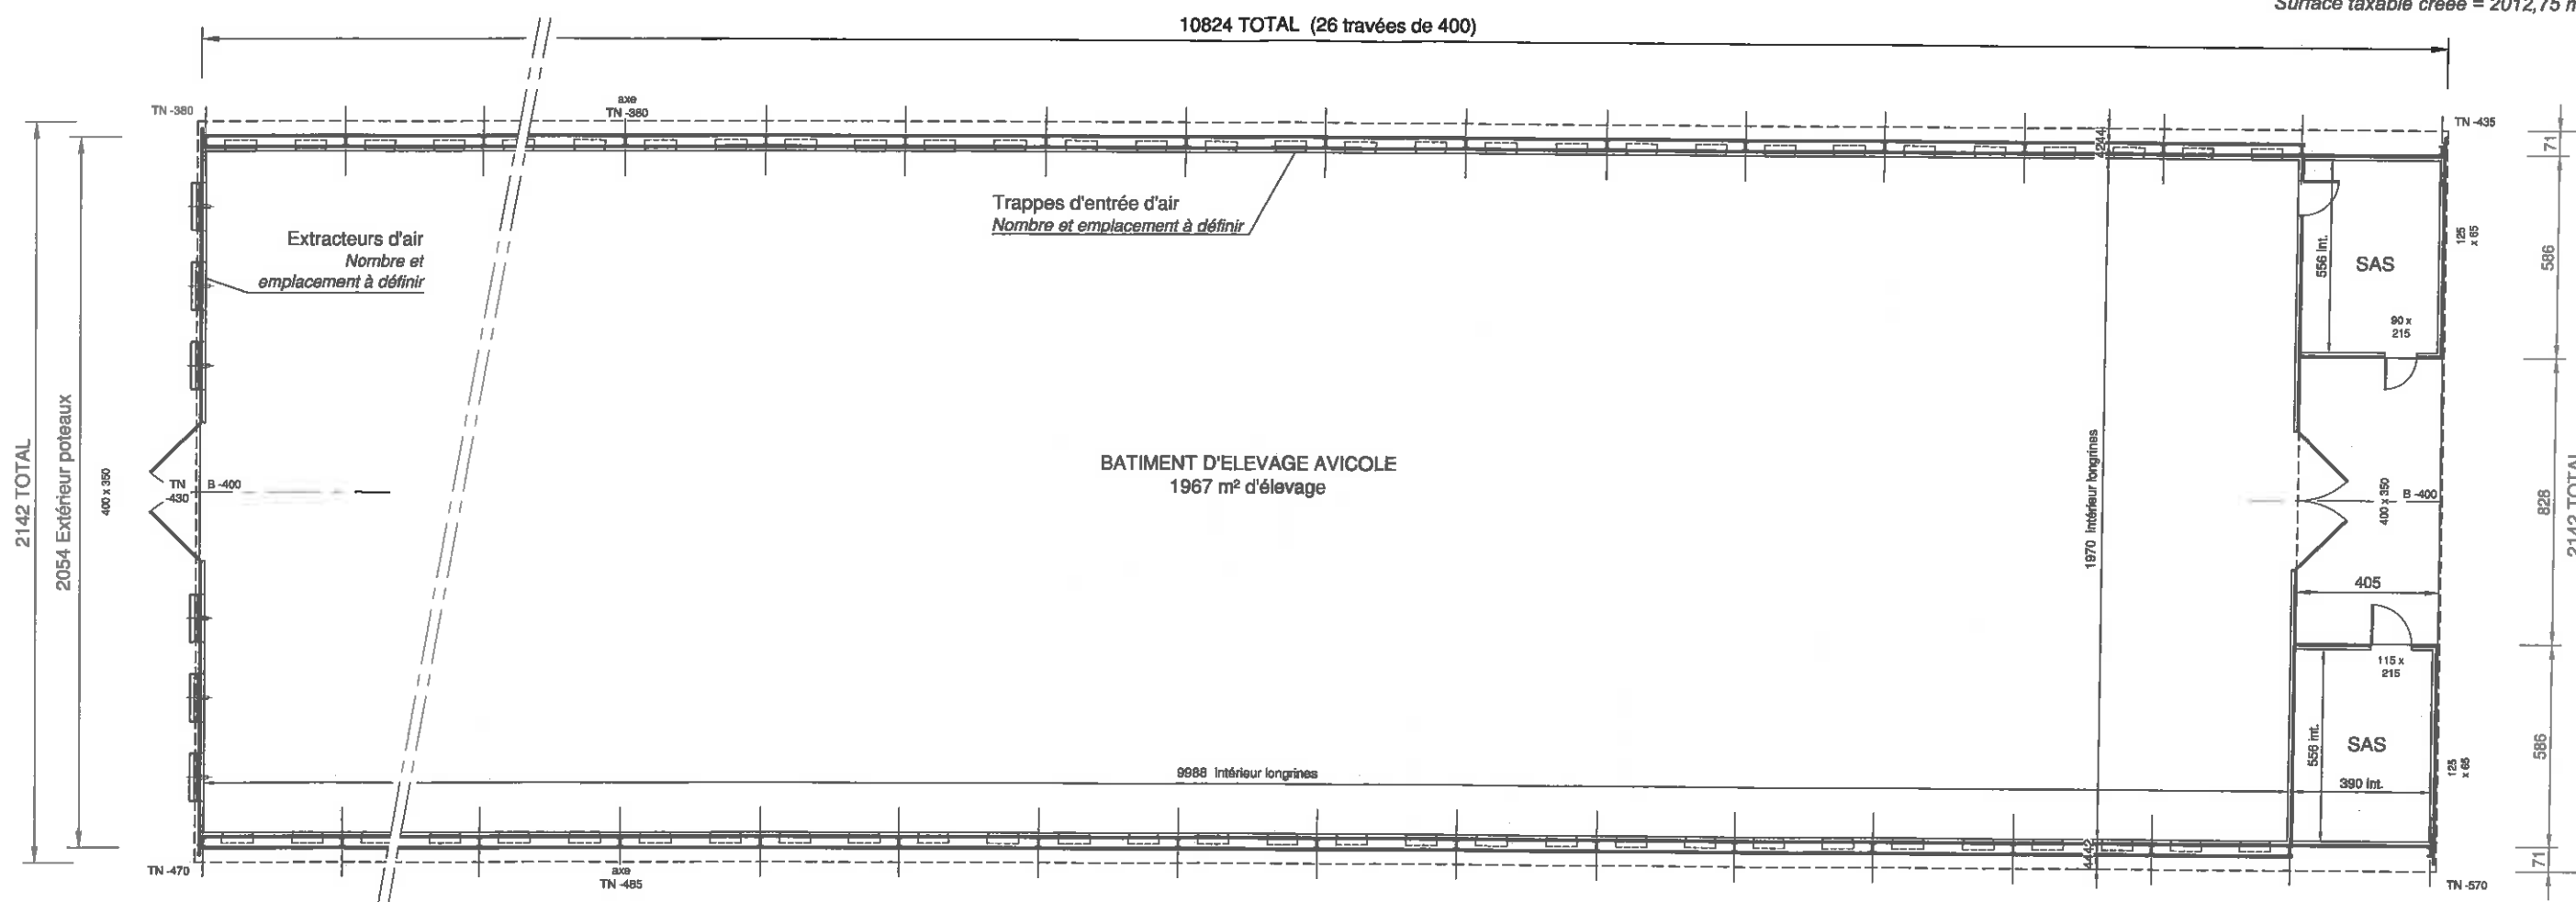 Surface taxable créée = 2012,75 m
10824 TOTAL (26 travées de 400)
TN -380
axe
TN -380
TN -435
4244
71
Trappes d'entrée d'air
Nombre et emplacement à définir
Extracteurs d'air
Nombre et
emplacement à définir
556 int.
SAS
125
x 65
586
90 x
215
2142 TOTAL
2054 Extérieur poteaux
400 x 350
TN
-430
B -400
BATIMENT D'ELEVAGE AVICOLE
1967 m² d'élevage
1970 Intérieur longrines
400 x 350
B -400
828
2142 TOTAL
405
115 x
215
556 int.
SAS
125
x 65
586
390 int.
9988 Intérieur longrines
4442
71
TN -470
axe
TN -485
TN -570